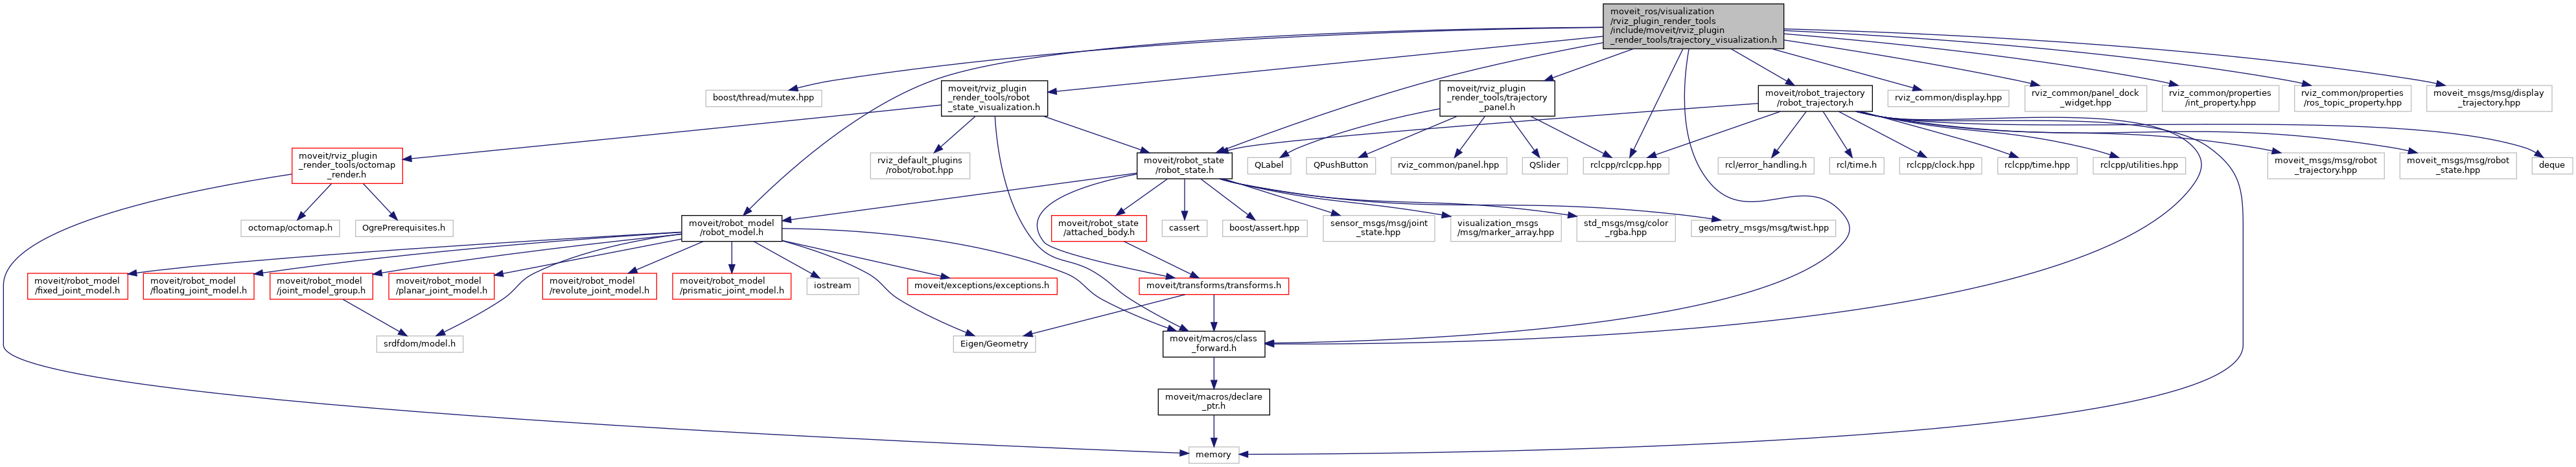 moveit_ros/visualization
/rviz_plugin_render_tools
/include/moveit/rviz_plugin
_render_tools/trajectory_visualization.h
boost/thread/mutex.hpp
moveit/rviz_plugin
_render_tools/robot
_state_visualization.h
moveit/rviz_plugin
_render_tools/trajectory
_panel.h
moveit/robot_trajectory
/robot_trajectory.h
rviz_common/display.hpp
rviz_common/panel_dock
_widget.hpp
rviz_common/properties
/int_property.hpp
rviz_common/properties
/ros_topic_property.hpp
moveit_msgs/msg/display
_trajectory.hpp
moveit/rviz_plugin
_render_tools/octomap
_render.h
rviz_default_plugins
/robot/robot.hpp
moveit/robot_state
/robot_state.h
QLabel
QPushButton
rviz_common/panel.hpp
QSlider
rclcpp/rclcpp.hpp
rcl/error_handling.h
rcl/time.h
rclcpp/clock.hpp
rclcpp/time.hpp
rclcpp/utilities.hpp
moveit_msgs/msg/robot
_trajectory.hpp
moveit_msgs/msg/robot
_state.hpp
deque
octomap/octomap.h
OgrePrerequisites.h
moveit/robot_model
/robot_model.h
moveit/robot_state
/attached_body.h
cassert
boost/assert.hpp
sensor_msgs/msg/joint
_state.hpp
visualization_msgs
/msg/marker_array.hpp
std_msgs/msg/color
_rgba.hpp
geometry_msgs/msg/twist.hpp
moveit/robot_model
/fixed_joint_model.h
moveit/robot_model
/floating_joint_model.h
moveit/robot_model
/joint_model_group.h
moveit/robot_model
/planar_joint_model.h
moveit/robot_model
/revolute_joint_model.h
moveit/robot_model
/prismatic_joint_model.h
iostream
moveit/exceptions/exceptions.h
moveit/transforms/transforms.h
srdfdom/model.h
Eigen/Geometry
moveit/macros/class
_forward.h
moveit/macros/declare
_ptr.h
memory